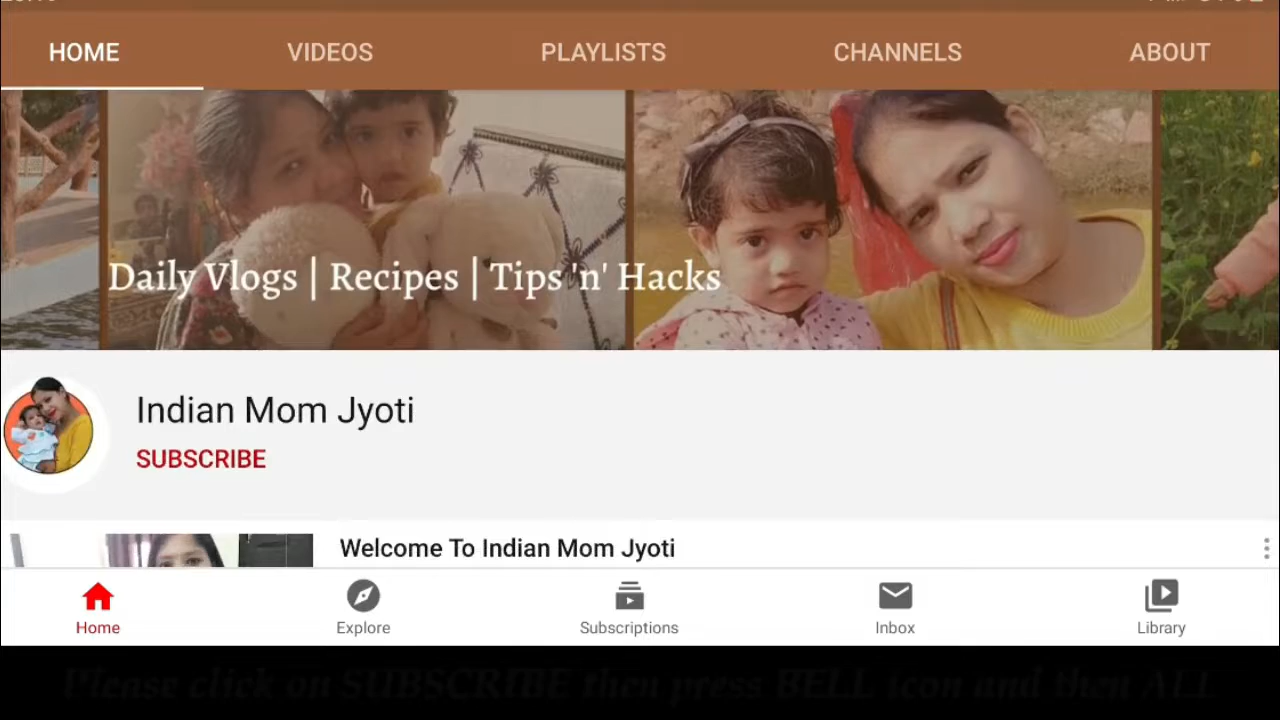 HOME VIDEOS PLAYLISTS CHANNELS ABOUT
Daily Vlogs | Recipes | Tips 'n' Hacks
Indian Mom Jyoti
SUBSCRIBE
Welcome To Indian Mom Jyoti
Home Explore Subscriptions Inbox Library
Please click on SUBSCRIBE then press BELL icon and then ALL